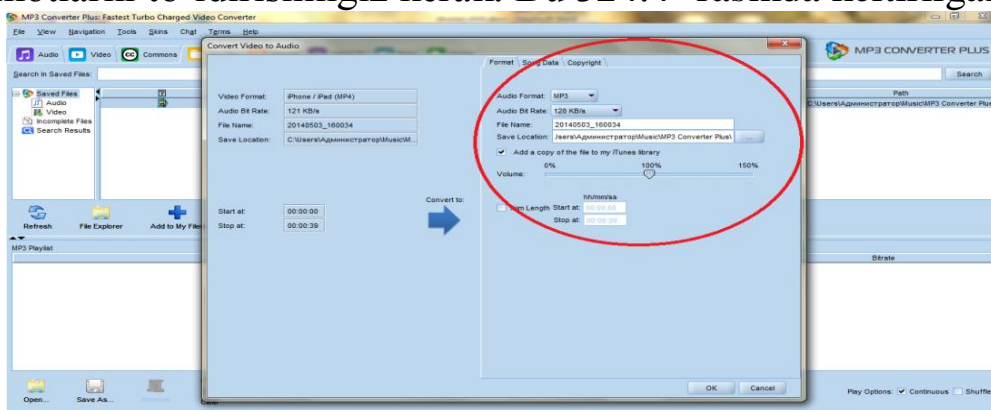 MP3 Converter Plus: Fastest Turbo Charged Video Converter
File View Navigation Tools Skins Chat Terms Help
Audio Video Commons
MP3 CONVERTER PLUS
Search in Saved Files:
Search
Saved Files
Audio
Video
Incomplete Files
Search Results
Path
C:\Users\Администратор\Music\MP3 Converter Plus
Refresh File Explorer Add to My Files
MP3 Playlist
Bitrate
Open... Save As...
Clear
Play Options: Continuous Shuffle
Convert Video to Audio
Video Format: iPhone / iPad (MP4)
Audio Bit Rate: 121 KB/s
File Name: 20140503_160034
Save Location: C:\Users\Администратор\Music\M...
Start at: 00:00:00
Stop at: 00:00:39
Convert to:
Format Song Data Copyright
Audio Format: MP3
Audio Bit Rate: 128 KB/s
File Name: 20140503_160034
Save Location: Jsers\Администратор\Music\MP3 Converter Plus\ ...
Add a copy of the file to my iTunes library
0% 100% 150%
Volume:
hh/mm/ss
Trim Length Start at: 00:00:00
Stop at: 00:00:39
OK Cancel